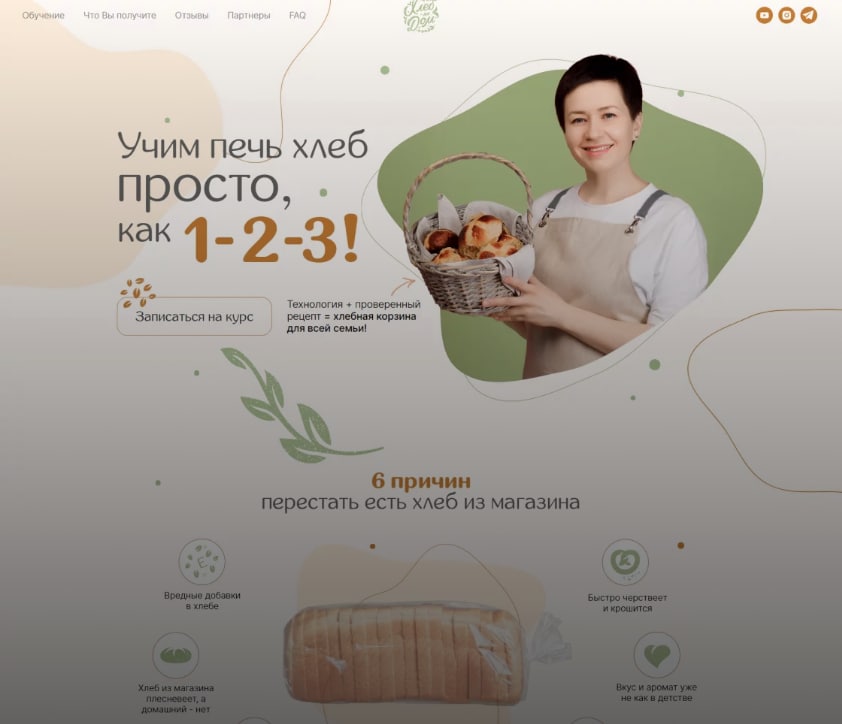 Обучение
Что Вы получите
Отзывы
Партнеры
FAQ
Хлеб
Дом
Учим печь хлеб
просто,
как 1-2-3!
Записаться на курс
Технология + проверенный
рецепт = хлебная корзина
для всей семьи!
6 причин
перестать есть хлеб из магазина
Вредные добавки
в хлебе
Быстро черствеет
и крошится
Хлеб из магазина
плесневеет, а
домашний - нет
Вкус и аромат уже
не как в детстве